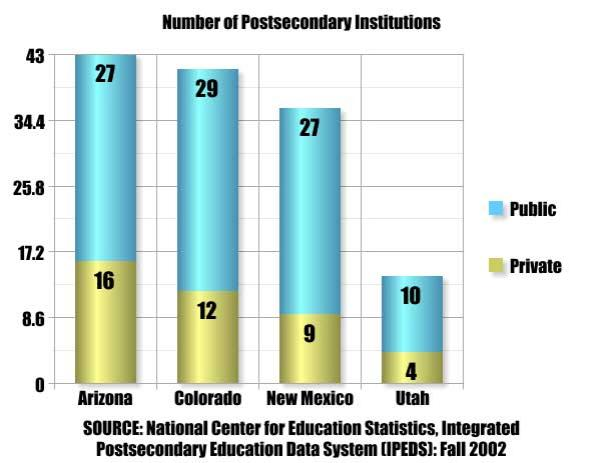 Number of Postsecondary Institutions
43
34.4
25.8
17.2
8.6
0
27
16
29
12
27
9
10
4
Arizona
Colorado
New Mexico
Utah
Public
Private
SOURCE: National Center for Education Statistics, Integrated
Postsecondary Education Data System (IPEDS): Fall 2002